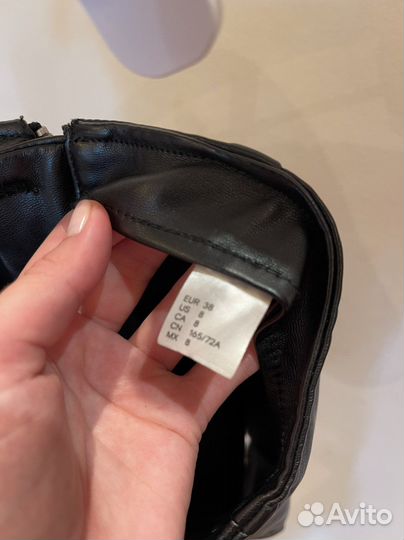 EUR 38
US 8
CA 8
CN 165/72A
MX 8
Avito